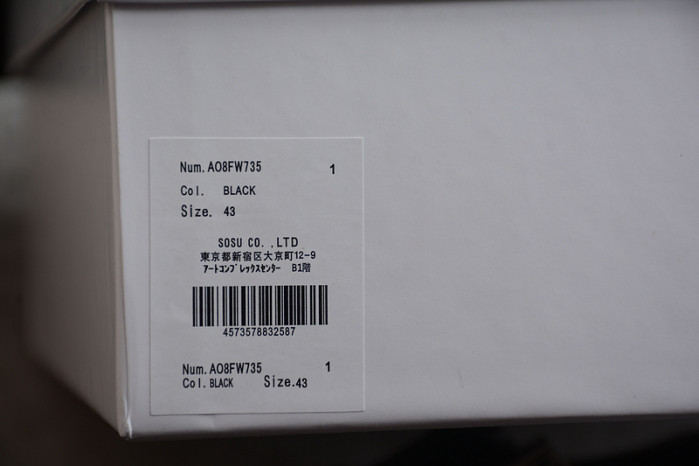 Num. AO8FW735 1
Col. BLACK
Size. 43
SOSU CO. ,LTD
東京都新宿区大京町12-9
ｱｰﾄｺﾝﾌﾟﾚｯｸｽｾﾝﾀｰ B1階
4573578832587
Num. AO8FW735 1
Col. BLACK Size. 43